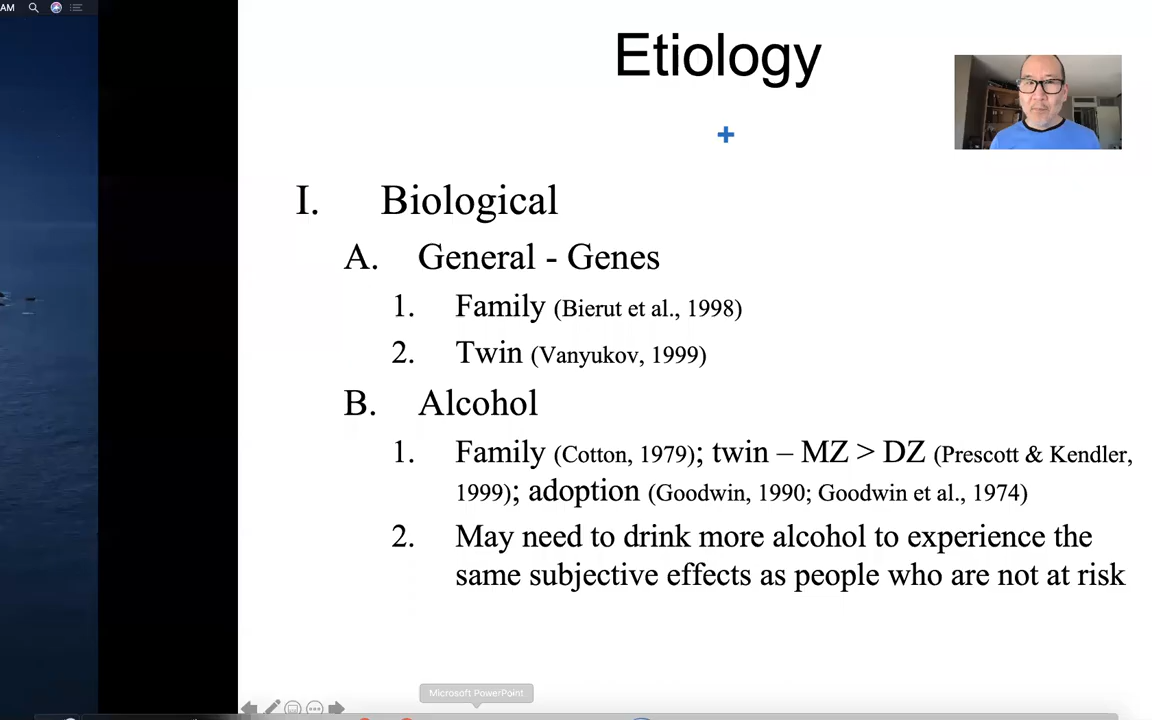 AM
Etiology
I. Biological
A. General - Genes
1. Family (Bierut et al., 1998)
2. Twin (Vanyukov, 1999)
B. Alcohol
1. Family (Cotton, 1979); twin – MZ > DZ (Prescott & Kendler,
1999); adoption (Goodwin, 1990; Goodwin et al., 1974)
2. May need to drink more alcohol to experience the
same subjective effects as people who are not at risk
Microsoft PowerPoint